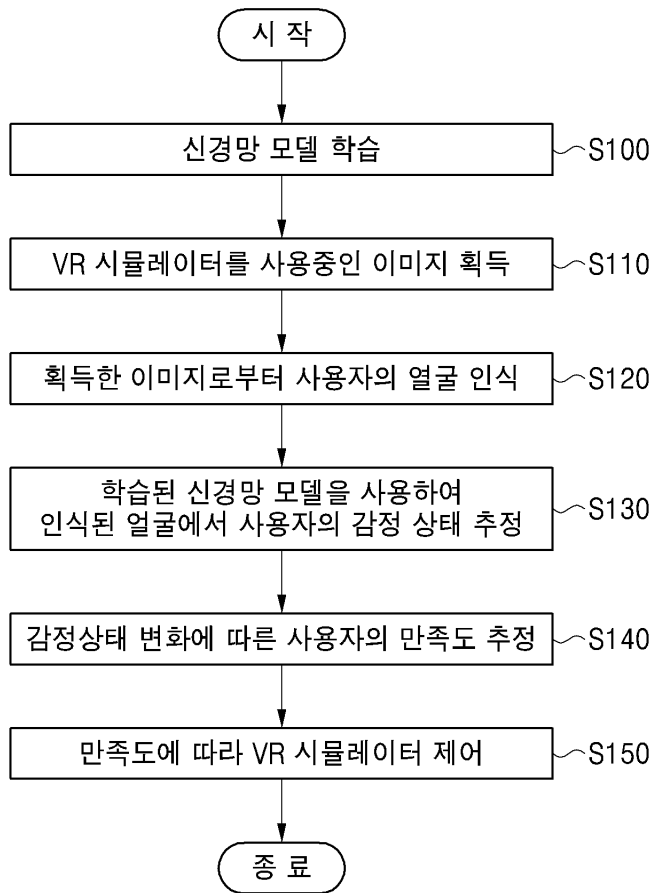 시 작
신경망 모델 학습
S100
VR 시뮬레이터를 사용중인 이미지 획득
S110
획득한 이미지로부터 사용자의 열굴 인식
S120
학습된 신경망 모델을 사용하여
인식된 얼굴에서 사용자의 감정 상태 추정
S130
감정상태 변화에 따른 사용자의 만족도 추정
S140
만족도에 따라 VR 시뮬레이터 제어
S150
종 료